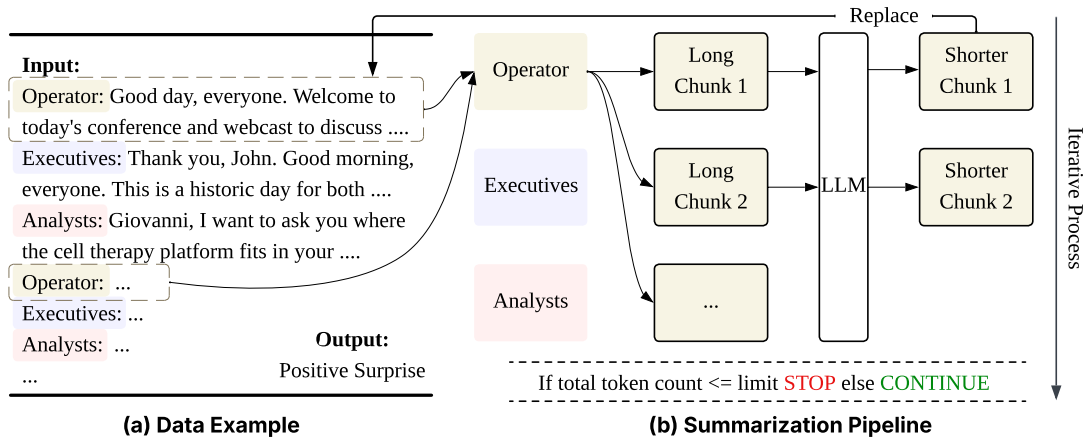 Replace
Input:
Operator: Good day, everyone. Welcome to
today's conference and webcast to discuss ....
Executives: Thank you, John. Good morning,
everyone. This is a historic day for both ....
Analysts: Giovanni, I want to ask you where
the cell therapy platform fits in your ....
Operator: ...
Executives: ...
Analysts: ...
...
Output:
Positive Surprise
(a) Data Example
Operator
Executives
Analysts
Long
Chunk 1
Long
Chunk 2
...
LLM
Shorter
Chunk 1
Shorter
Chunk 2
Iterative Process
If total token count <= limit STOP else CONTINUE
(b) Summarization Pipeline